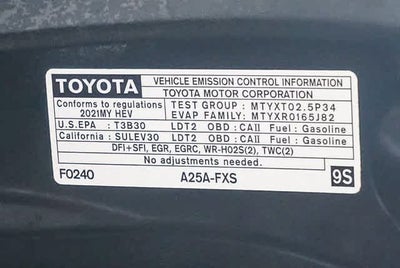 TOYOTA
VEHICLE EMISSION CONTROL INFORMATION
TOYOTA MOTOR CORPORATION
Conforms to regulations
2021MY HEV
TEST GROUP : MTYXT02.5P34
EVAP FAMILY: MTYXR0165J82
U.S.EPA : T3B30 LDT2 OBD : CAII Fuel : Gasoline
California : SULEV30 LDT2 OBD : CAII Fuel : Gasoline
DFI+SFI, EGR, EGRC, WR-HO2S(2), TWC(2)
No adjustments needed.
F0240 A25A-FXS 9S